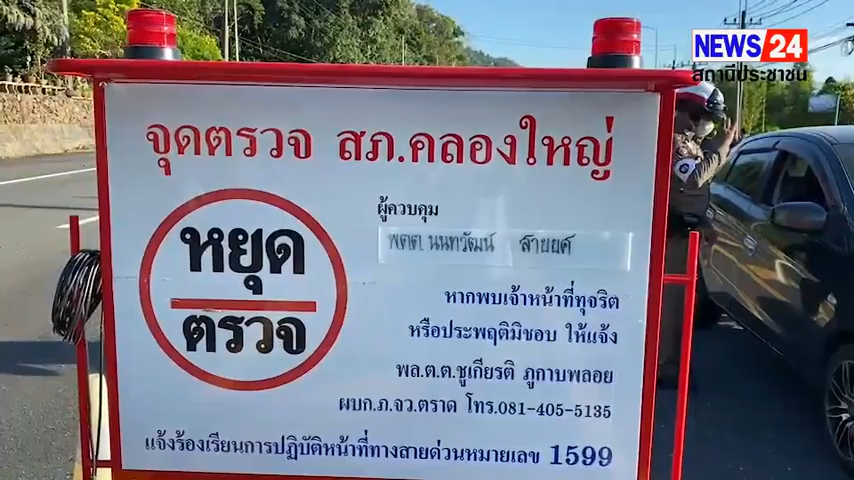 NEWS 24
สถานีประชาชน
จุดตรวจ สภ.คลองใหญ่
หยุด
ตรวจ
ผู้ควบคุม
พ.ต.ต. นนทวัฒน์ สายยศ
หากพบเจ้าหน้าที่ทุจริต
หรือประพฤติมิชอบ ให้แจ้ง
พล.ต.ต.ชูเกียรติ ภูกาบพลอย
ผบก.ภ.จว.ตราด โทร.081-405-5135
แจ้งร้องเรียนการปฏิบัติหน้าที่ทางสายด่วนหมายเลข 1599